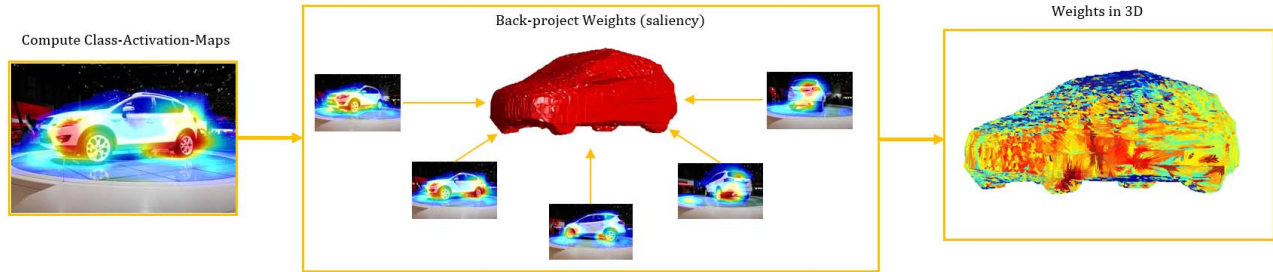 Compute Class-Activation-Maps
Back-project Weights (saliency)
Weights in 3D